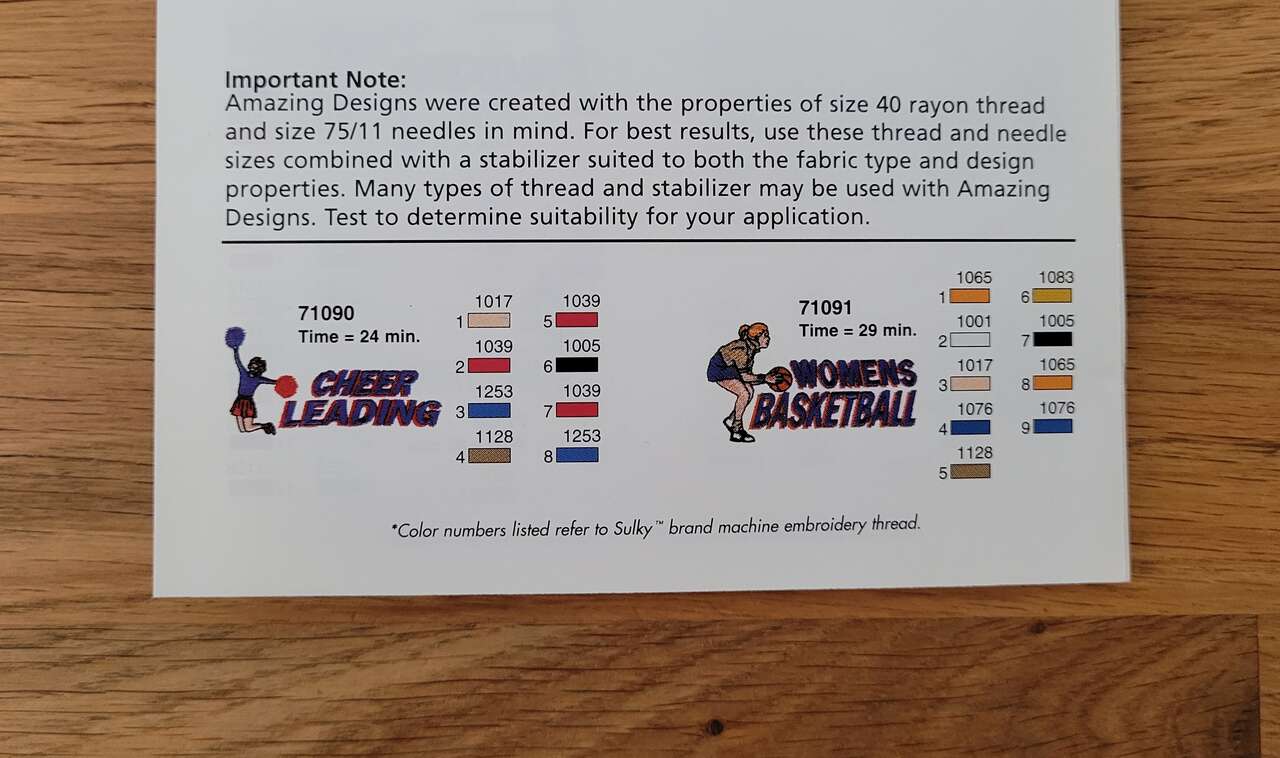 Important Note:
Amazing Designs were created with the properties of size 40 rayon thread
and size 75/11 needles in mind. For best results, use these thread and needle
sizes combined with a stabilizer suited to both the fabric type and design
properties. Many types of thread and stabilizer may be used with Amazing
Designs. Test to determine suitability for your application.
71090
Time = 24 min.
CHEER
LEADING
1017
1
1039
2
1253
3
1128
4
1039
5
1005
6
1039
7
1253
8
71091
Time = 29 min.
WOMENS
BASKETBALL
1065
1
1001
2
1017
3
1076
4
1128
5
1083
6
1005
7
1065
8
1076
9
*Color numbers listed refer to Sulky™ brand machine embroidery thread.